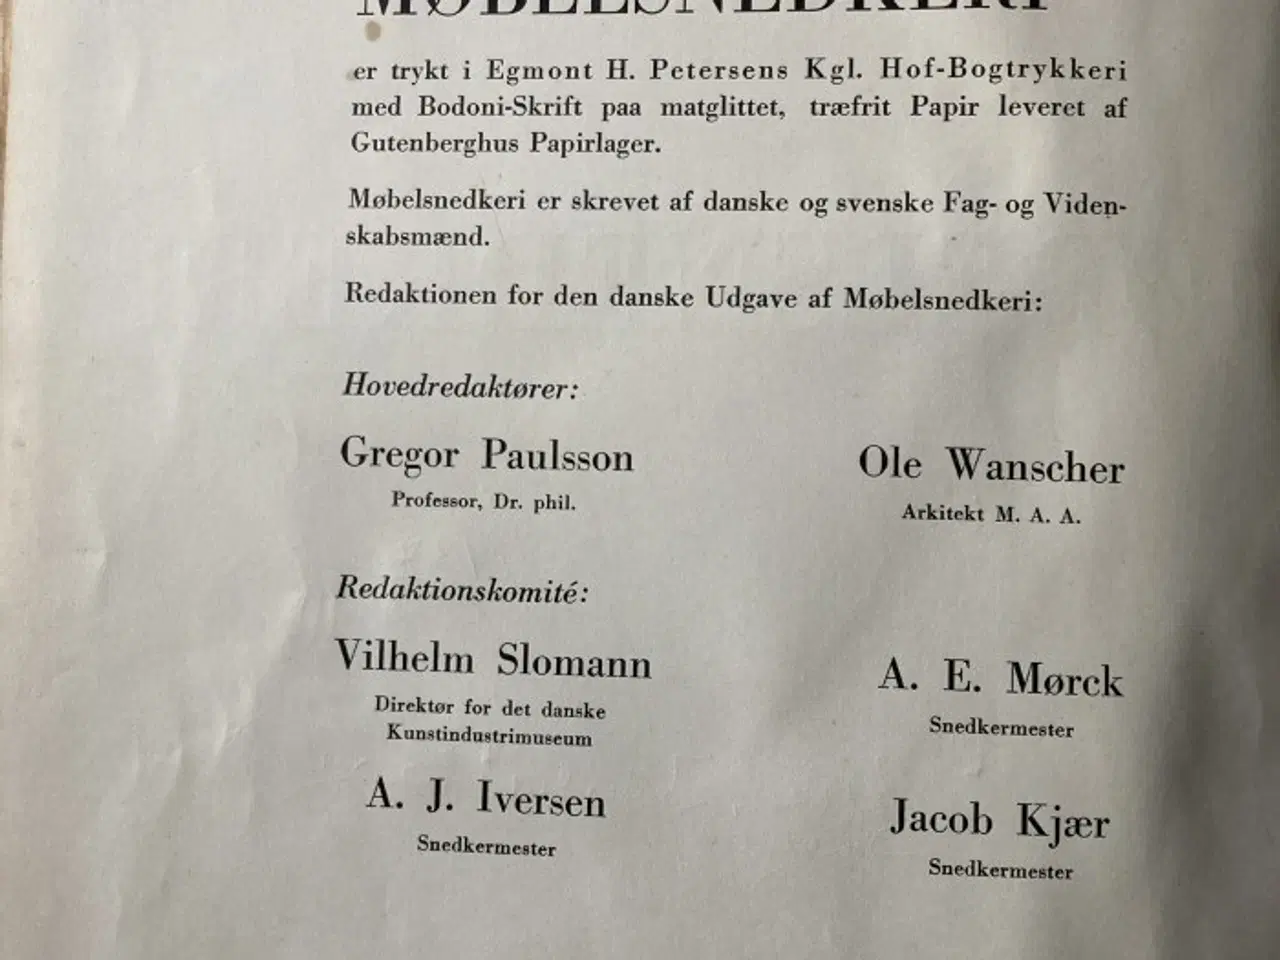 MØBELSNEDKERI
er trykt i Egmont H. Petersens Kgl. Hof-Bogtrykkeri
med Bodoni-Skrift paa matglittet, træfrit Papir leveret af
Gutenberghus Papirlager.
Møbelsnedkeri er skrevet af danske og svenske Fag- og Viden-
skabsmænd.
Redaktionen for den danske Udgave af Møbelsnedkeri:
Hovedredaktører:
Gregor Paulsson
Professor, Dr. phil.
Ole Wanscher
Arkitekt M. A. A.
Redaktionskomité:
Vilhelm Slomann
Direktør for det danske
Kunstindustrimuseum
A. E. Mørck
Snedkermester
A. J. Iversen
Snedkermester
Jacob Kjær
Snedkermester